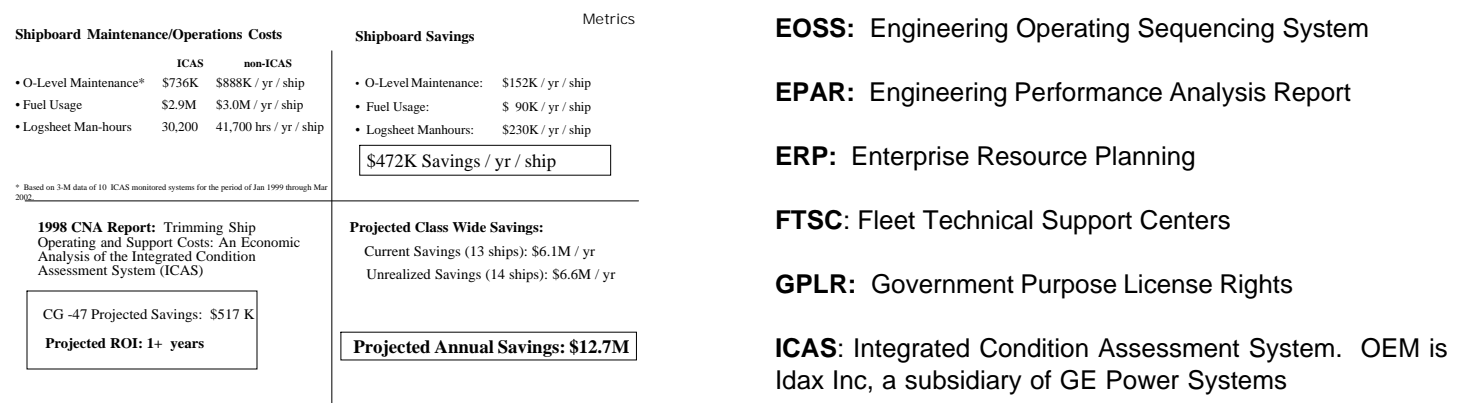 Metrics
Shipboard Maintenance/Operations Costs
ICAS non-ICAS
• O-Level Maintenance* $736K $888K / yr / ship
• Fuel Usage $2.9M $3.0M / yr / ship
• Logsheet Man-hours 30,200 41,700 hrs / yr / ship
* Based on 3-M data of 10 ICAS monitored systems for the period of Jan 1999 through Mar
2002.
Shipboard Savings
• O-Level Maintenance: $152K / yr / ship
• Fuel Usage: $ 90K / yr / ship
• Logsheet Manhours: $230K / yr / ship
$472K Savings / yr / ship
1998 CNA Report: Trimming Ship
Operating and Support Costs: An Economic
Analysis of the Integrated Condition
Assessment System (ICAS)
CG -47 Projected Savings: $517 K
Projected ROI: 1+ years
Projected Class Wide Savings:
Current Savings (13 ships): $6.1M / yr
Unrealized Savings (14 ships): $6.6M / yr
Projected Annual Savings: $12.7M
EOSS: Engineering Operating Sequencing System
EPAR: Engineering Performance Analysis Report
ERP: Enterprise Resource Planning
FTSC: Fleet Technical Support Centers
GPLR: Government Purpose License Rights
ICAS: Integrated Condition Assessment System. OEM is
Idax Inc, a subsidiary of GE Power Systems